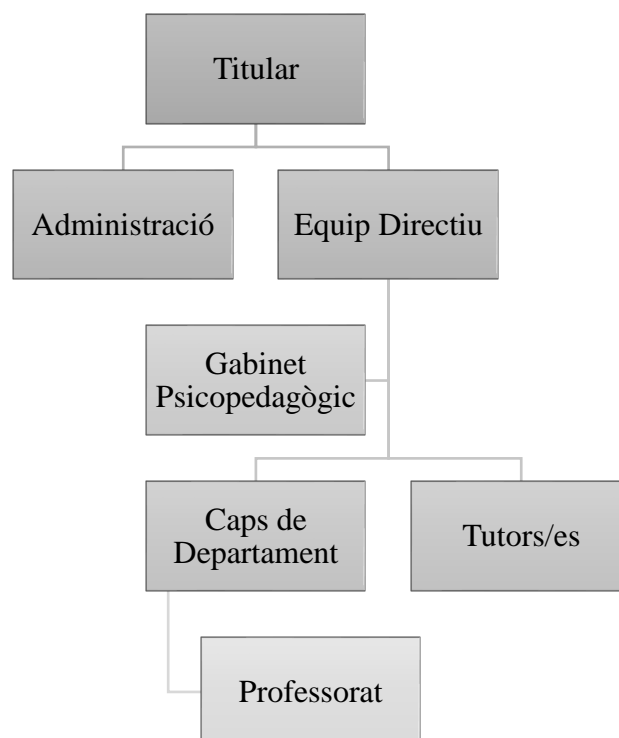 Titular
Administració
Equip Directiu
Gabinet
Psicopedagògic
Caps de
Departament
Tutors/es
Professorat